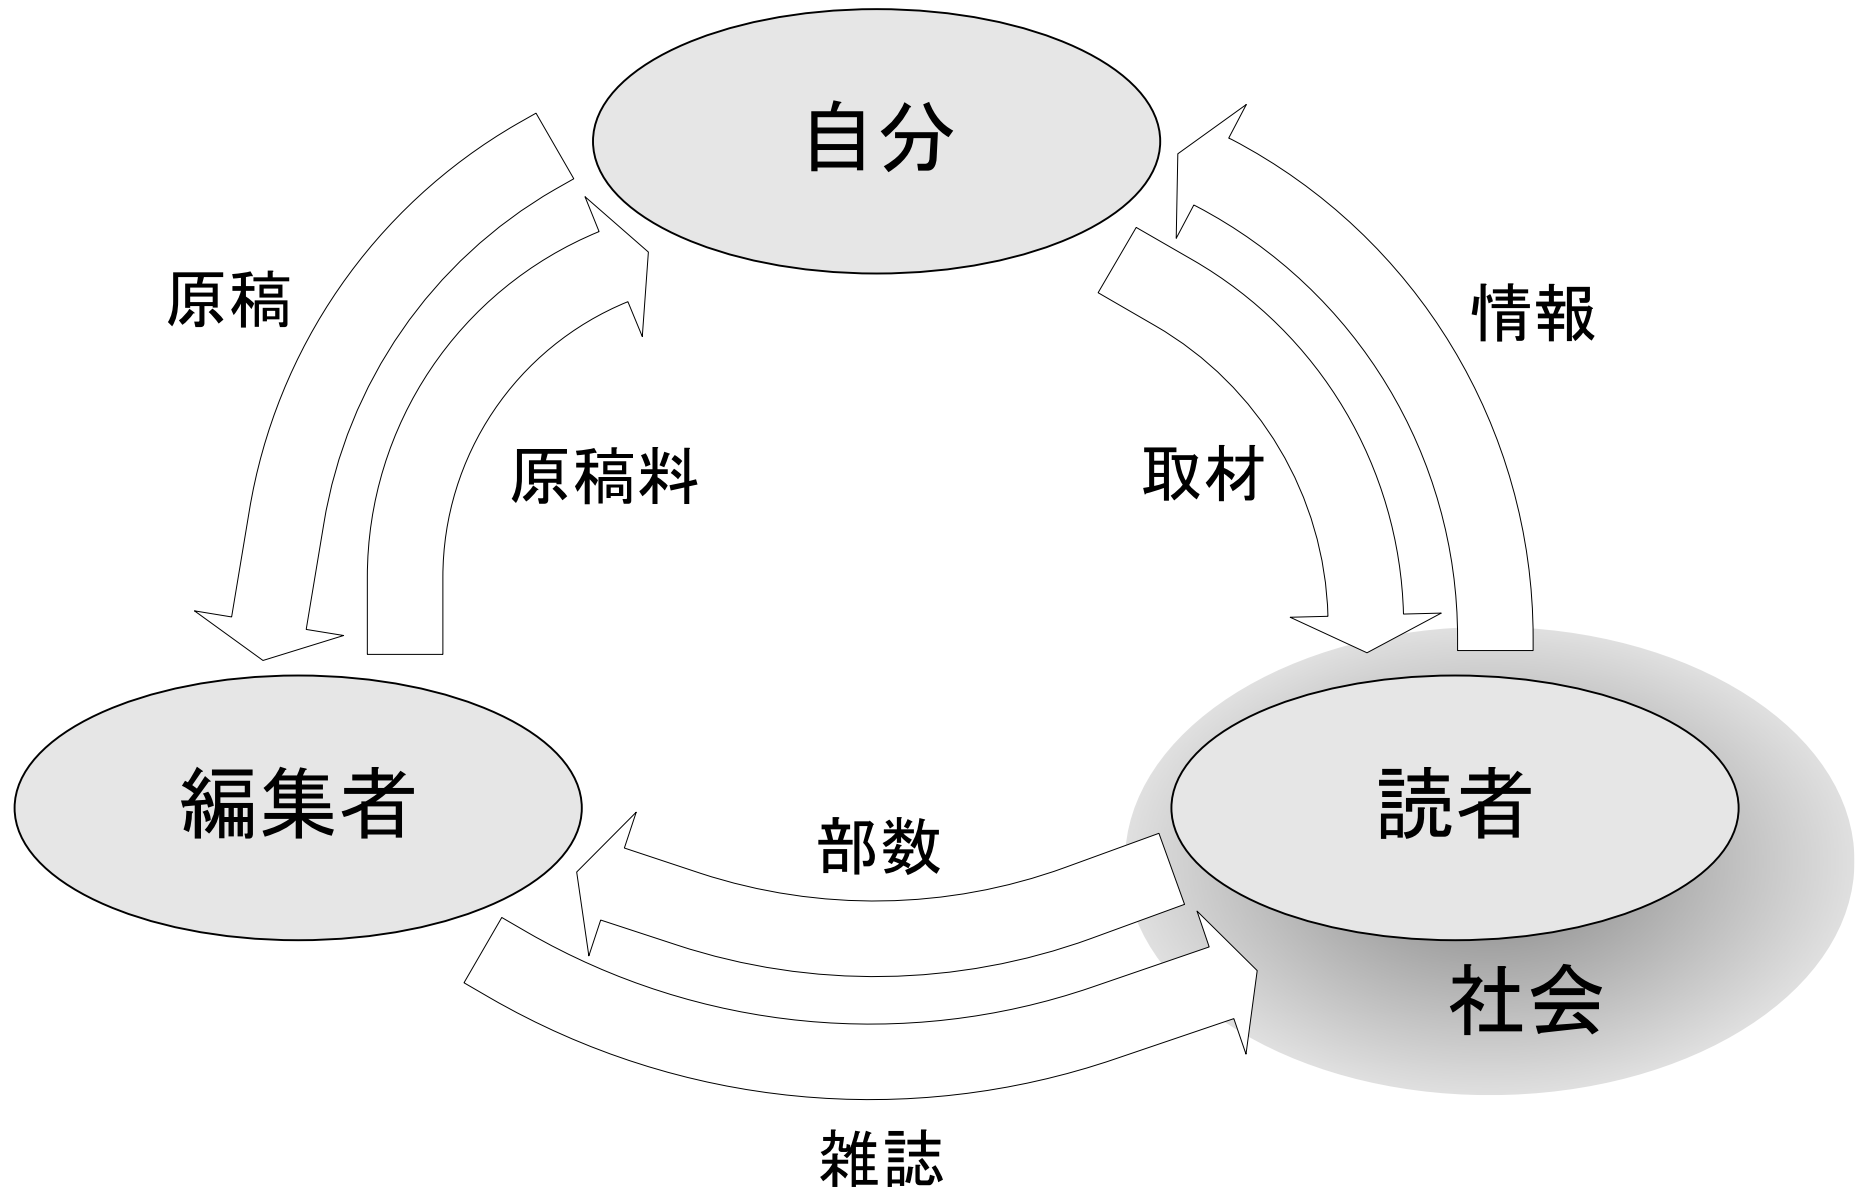 自分
原稿
情報
原稿料
取材
編集者
読者
部数
社会
雑誌